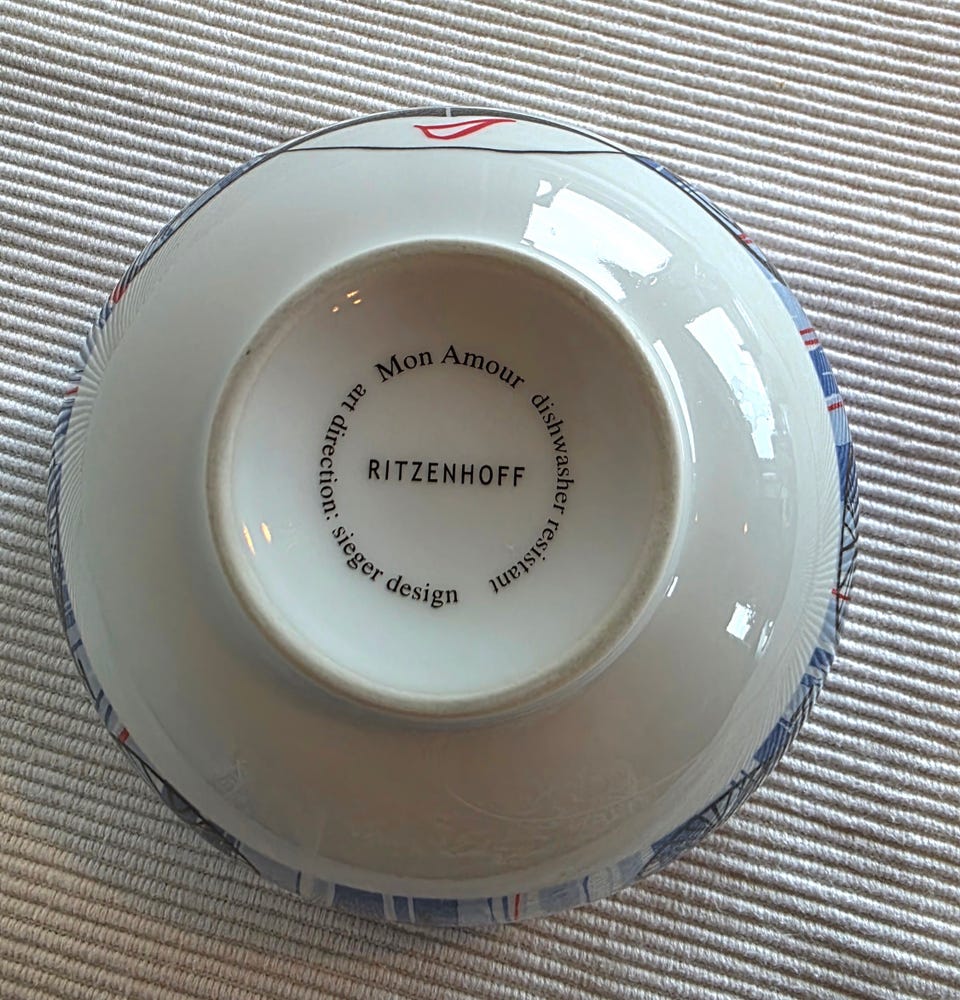 Mon Amour
dishwasher resistant
art direction: sieger design
RITZENHOFF